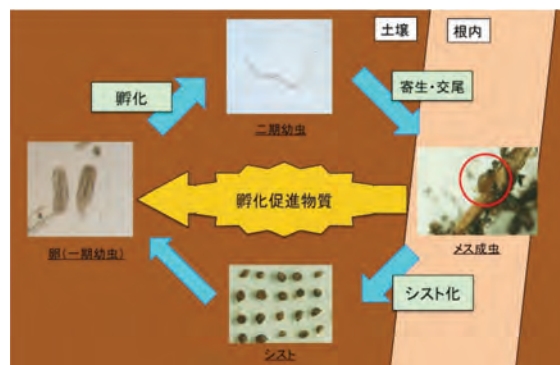 土壌
根内
孵化
寄生・交尾
二期幼虫
孵化促進物質
卵(一期幼虫)
メス成虫
シスト化
シスト